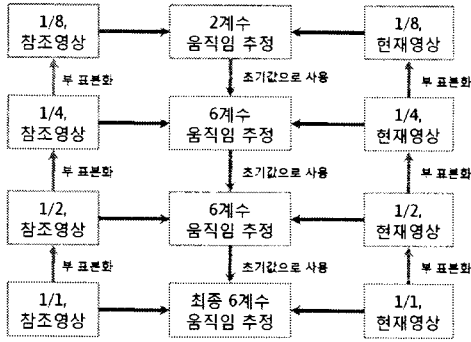 1/8,
참조영상
2계수
움직임 추정
1/8,
현재영상
부 표본화
초기값으로 사용
부 표본화
1/4,
참조영상
6계수
움직임 추정
1/4,
현재영상
부 표본화
초기값으로 사용
부 표본화
1/2,
참조영상
6계수
움직임 추정
1/2,
현재영상
부 표본화
초기값으로 사용
부 표본화
1/1,
참조영상
최종 6계수
움직임 추정
1/1,
현재영상